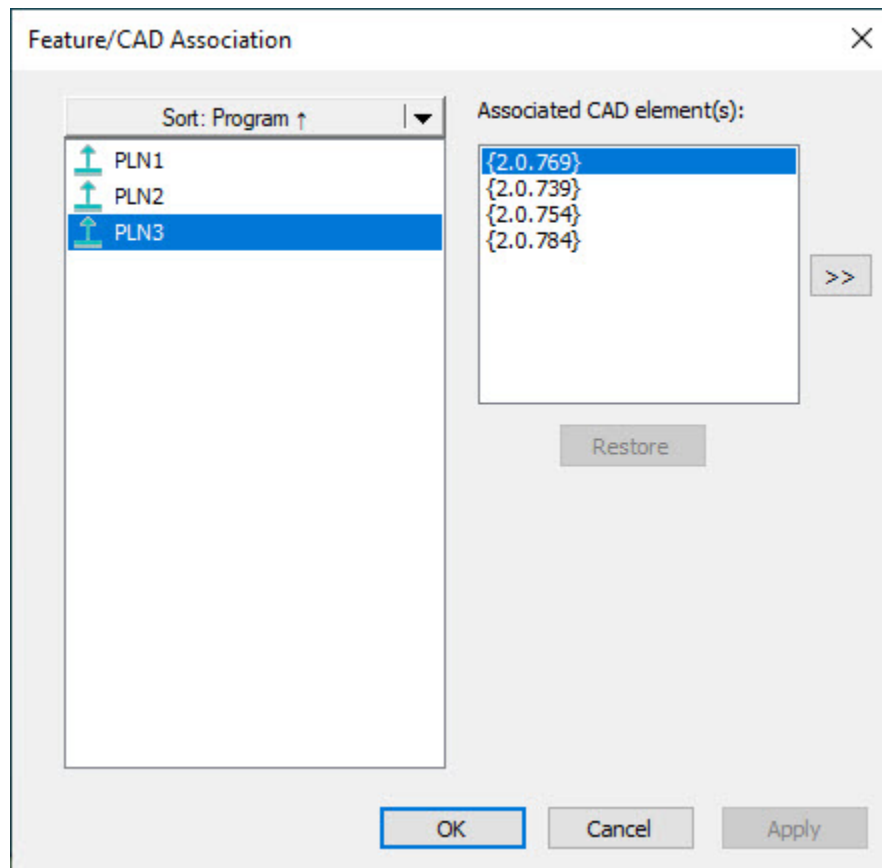 Feature/CAD Association
Sort: Program ↑
PLN1
PLN2
PLN3
Associated CAD element(s):
{2.0.769}
{2.0.739}
{2.0.754}
{2.0.784}
>>
Restore
OK
Cancel
Apply